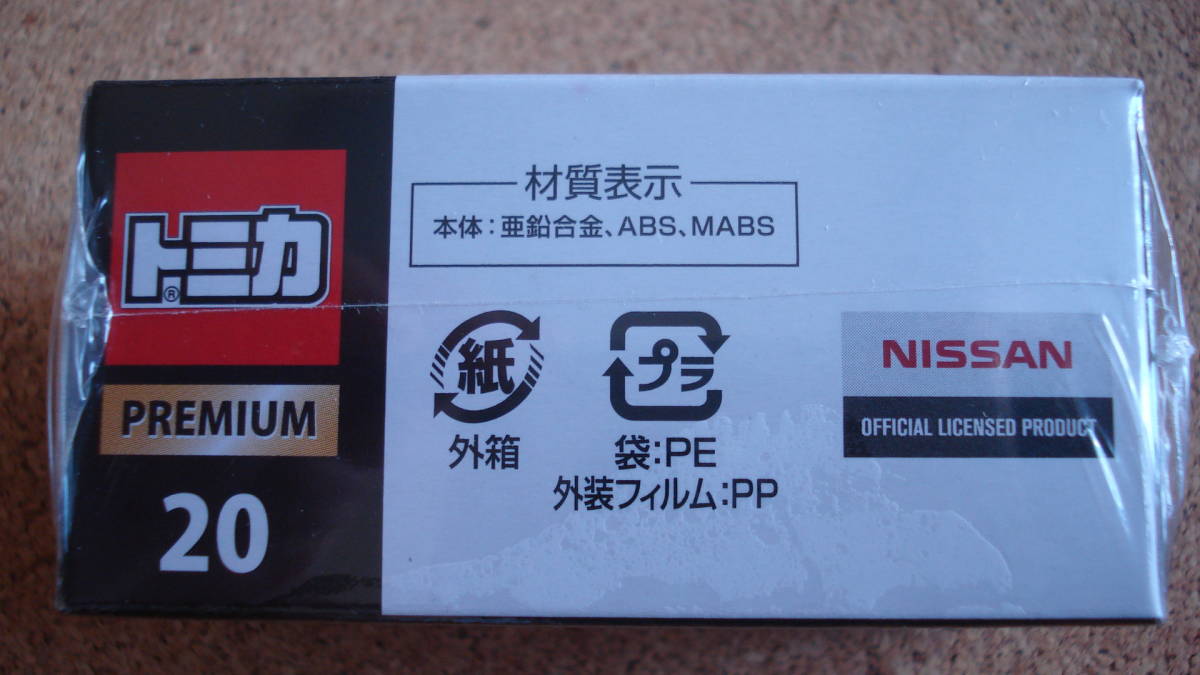 トミカ®
PREMIUM
20
材質表示
本体：亜鉛合金、ABS、MABS
紙
外箱
プラ
袋：PE
外装フィルム：PP
NISSAN
OFFICIAL LICENSED PRODUCT